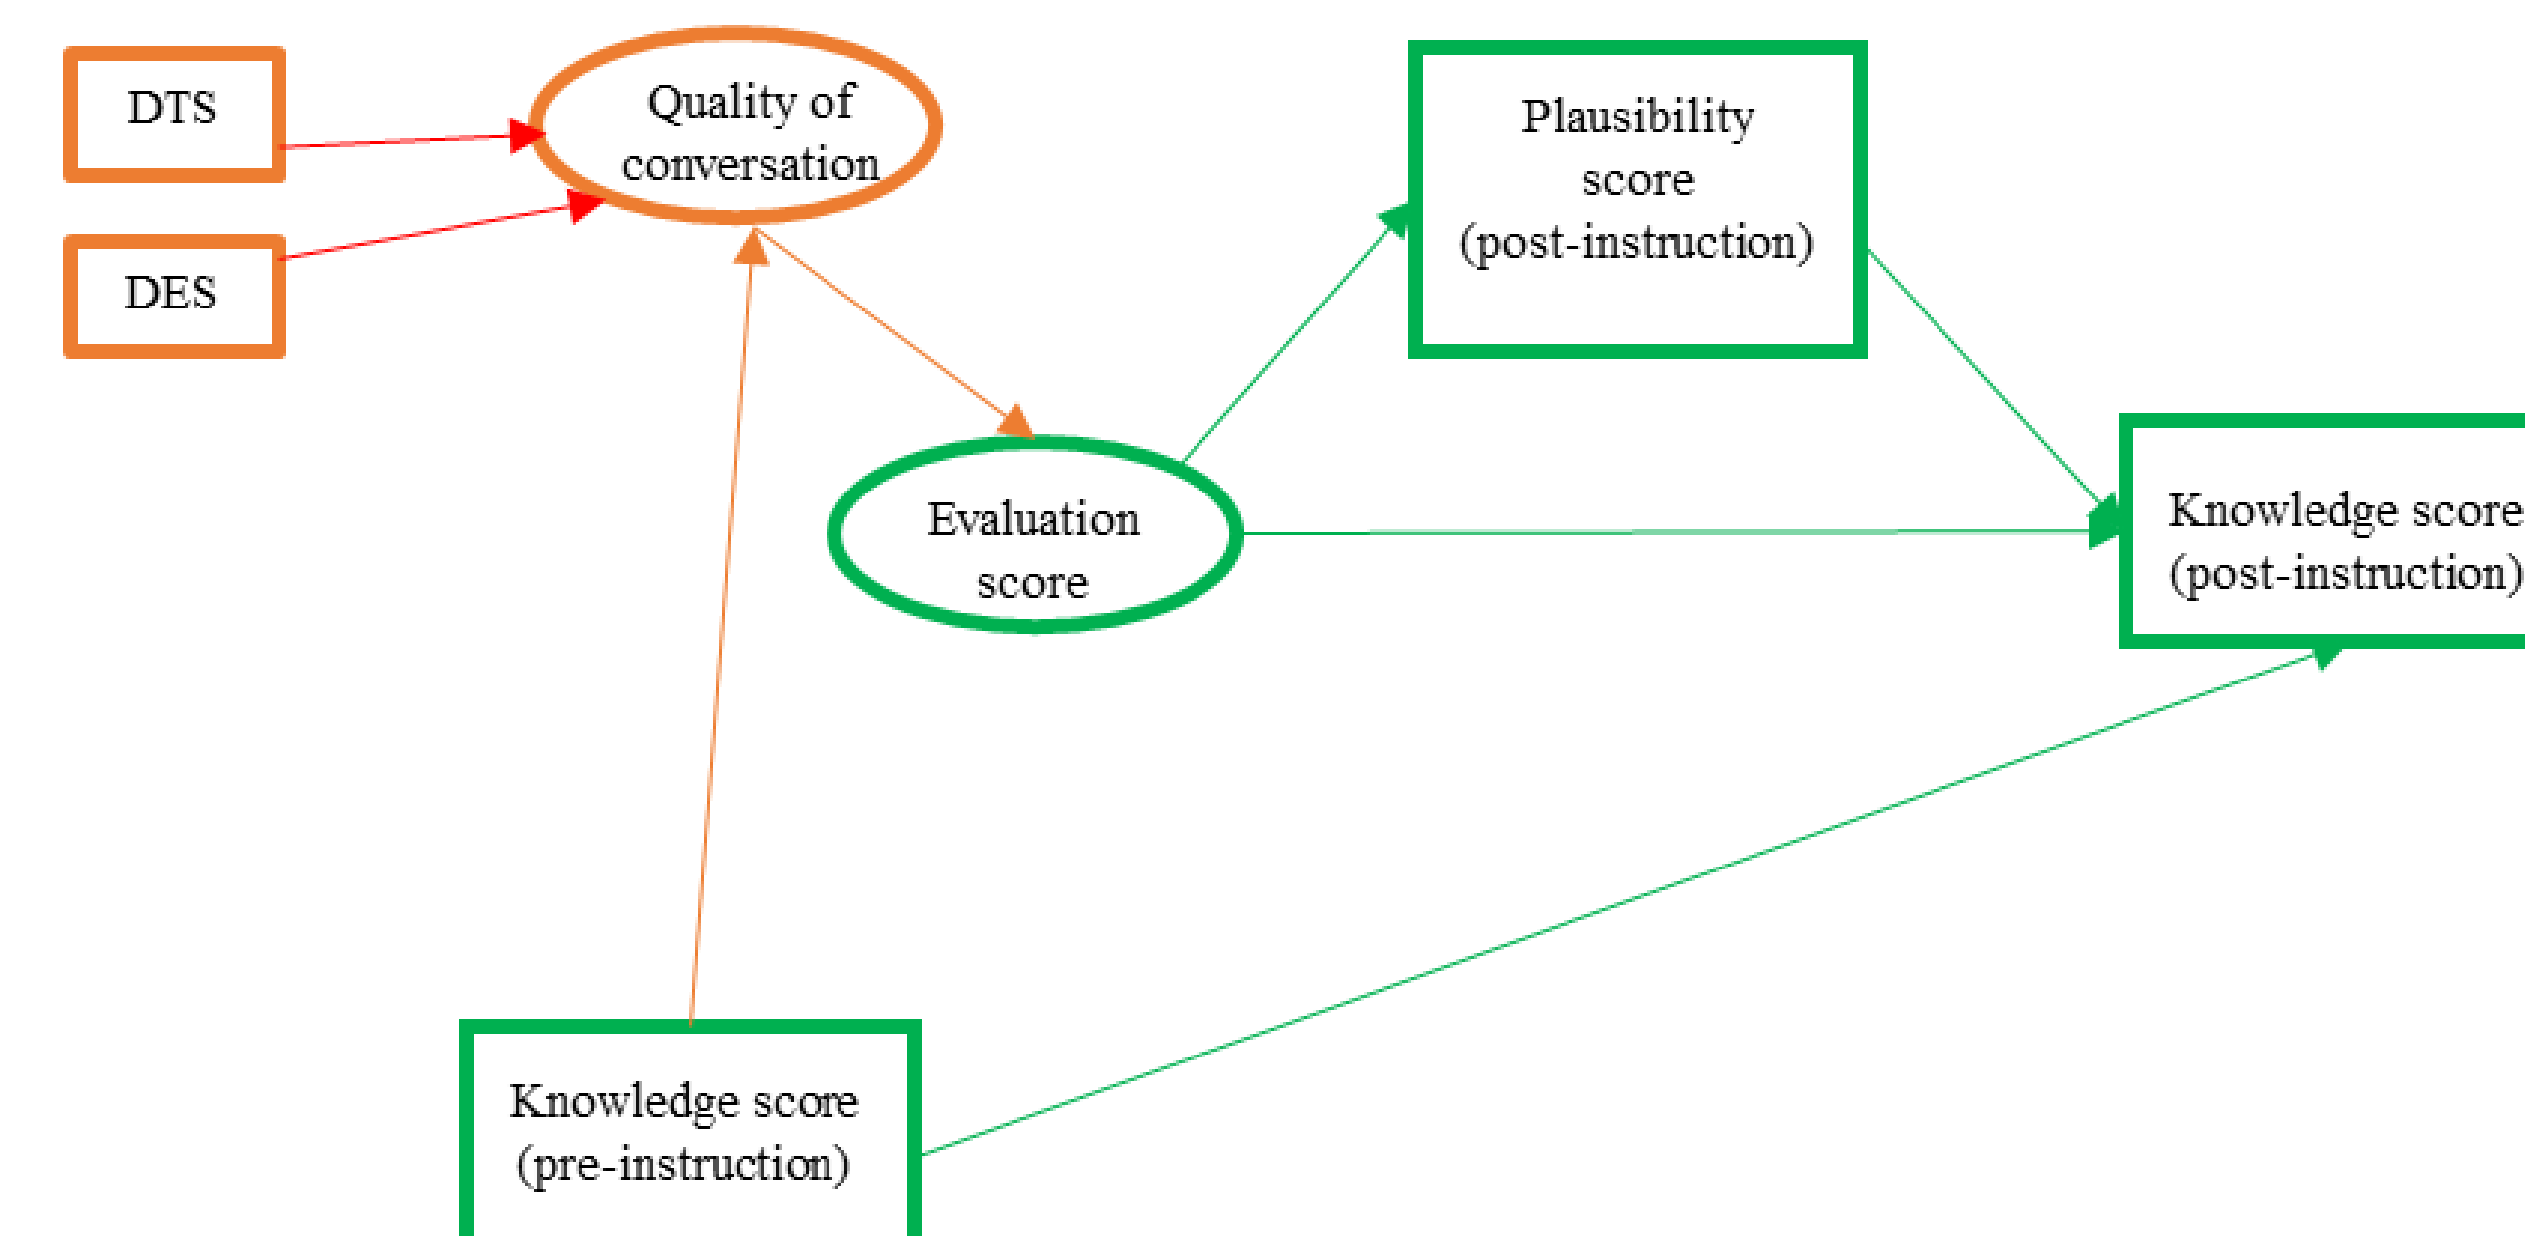 DTS
Quality of
conversation
DES
Plausibility
score
(post-instruction)
Evaluation
score
Knowledge score
(post-instruction)
Knowledge score
(pre-instruction)